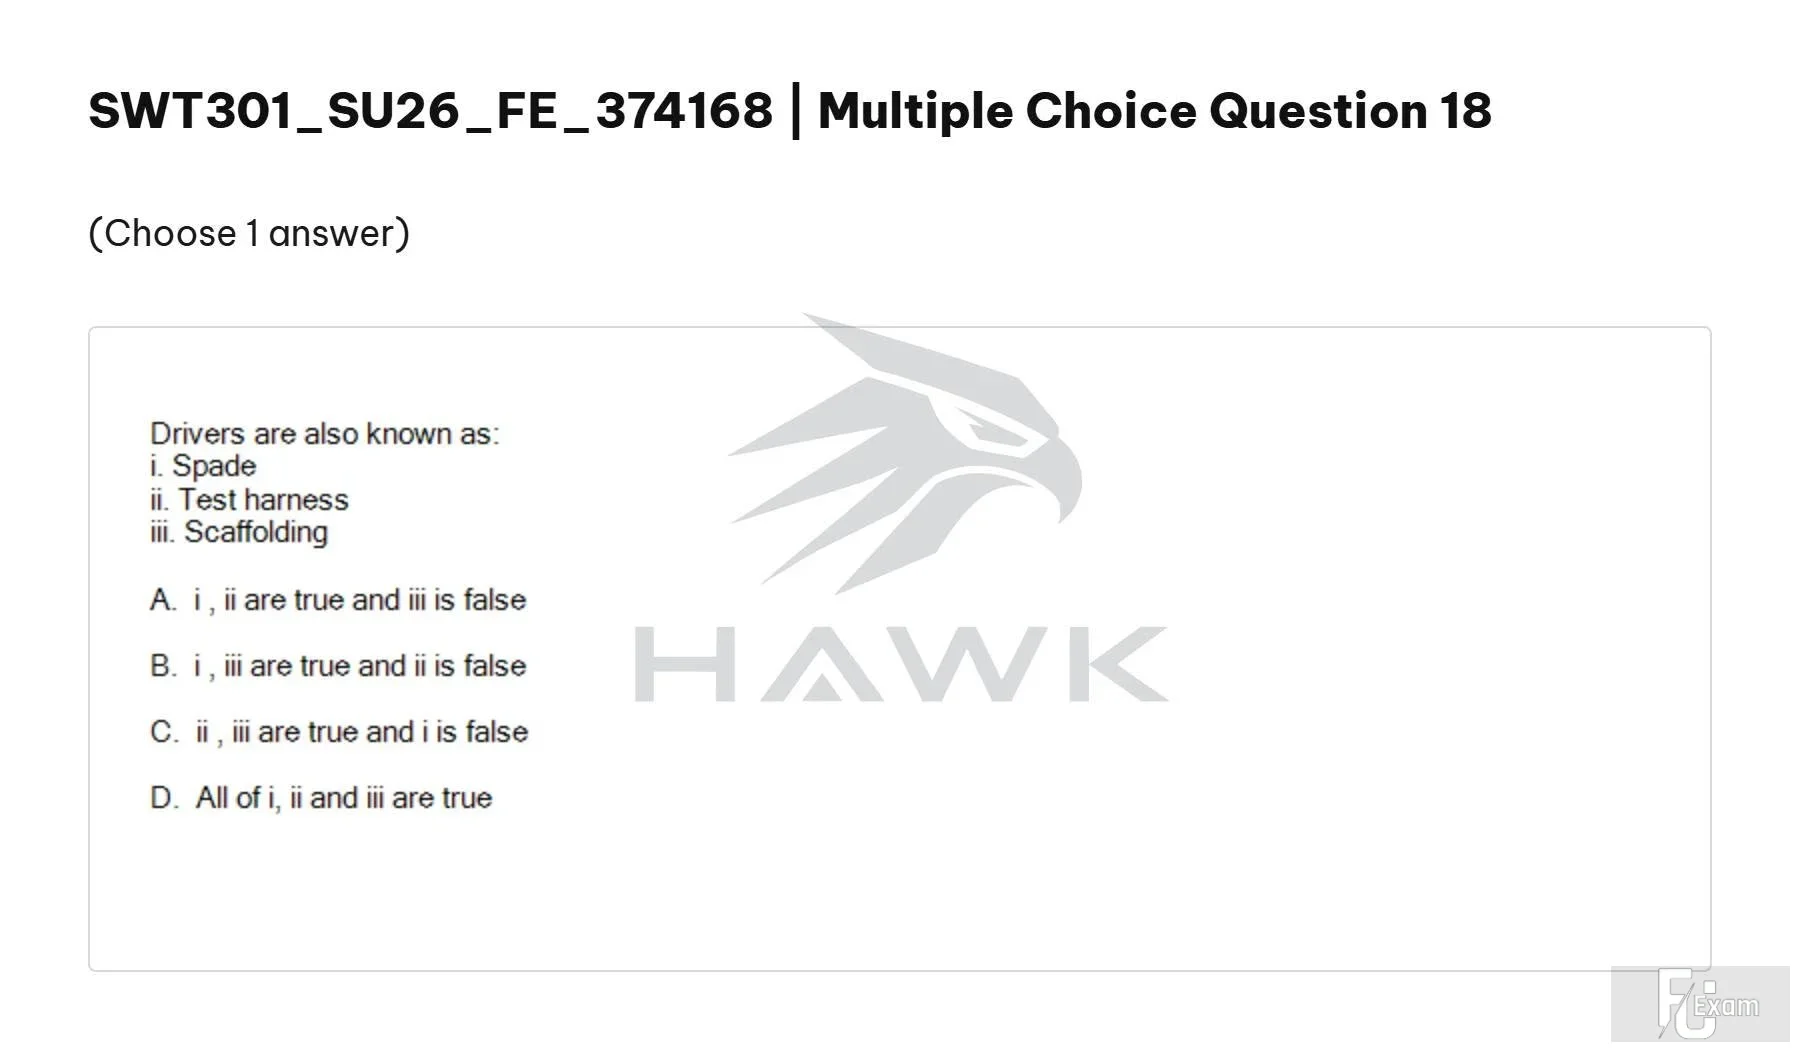 SWT301_SU26_FE_374168 | Multiple Choice Question 18
(Choose 1 answer)
Drivers are also known as:
i. Spade
ii. Test harness
iii. Scaffolding
A. i , ii are true and iii is false
B. i , iii are true and ii is false
C. ii , iii are true and i is false
D. All of i, ii and iii are true
HAWK
FU Exam